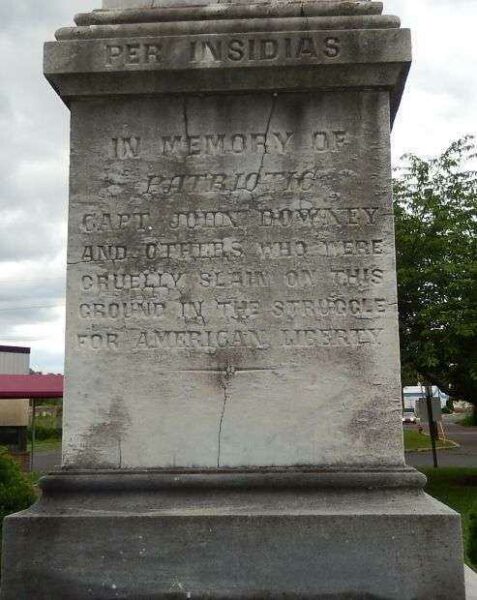 PER INSIDIAS
IN MEMORY OF
PATRIOTIC
CAPT. JOHN DOWNEY
AND OTHERS WHO WERE
CRUELLY SLAIN ON THIS
GROUND IN THE STRUGGLE
FOR AMERICAN LIBERTY